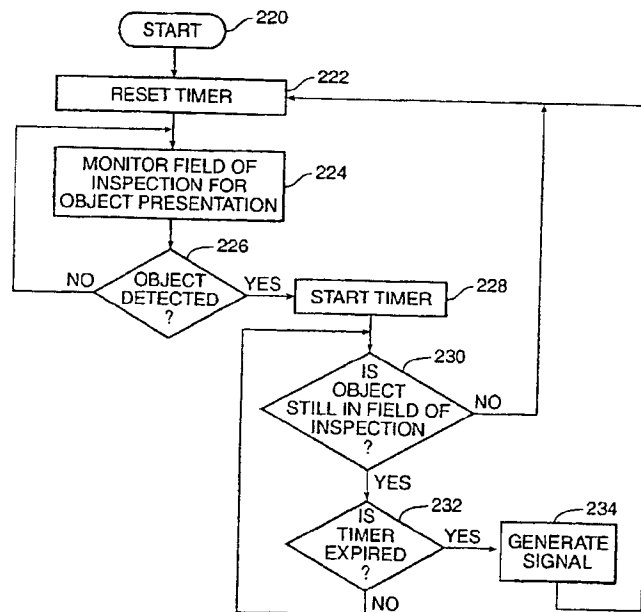 START
220
222
RESET TIMER
MONITOR FIELD OF
INSPECTION FOR
OBJECT PRESENTATION
224
226
OBJECT
DETECTED
?
NO
YES
START TIMER
228
230
IS
OBJECT
STILL IN FIELD OF
INSPECTION
?
NO
YES
232
IS
TIMER
EXPIRED
?
YES
NO
234
GENERATE
SIGNAL